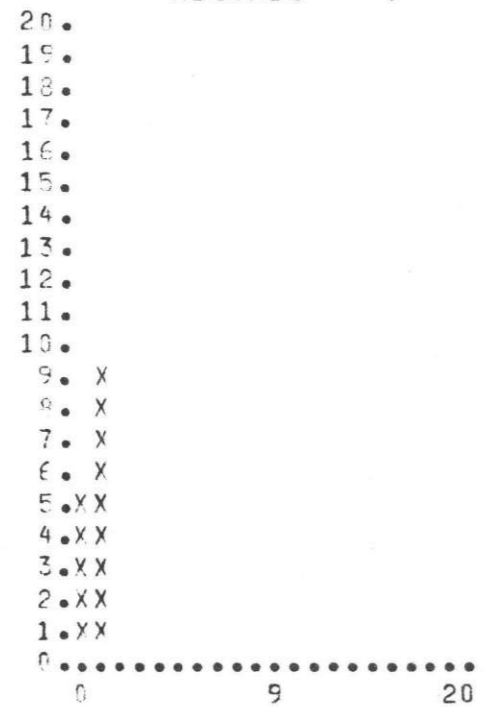 20.
19.
18.
17.
16.
15.
14.
13.
12.
11.
10.
9. X
8. X
7. X
6. X
5.XX
4.XX
3.XX
2.XX
1.XX
0.......................
0 9 20